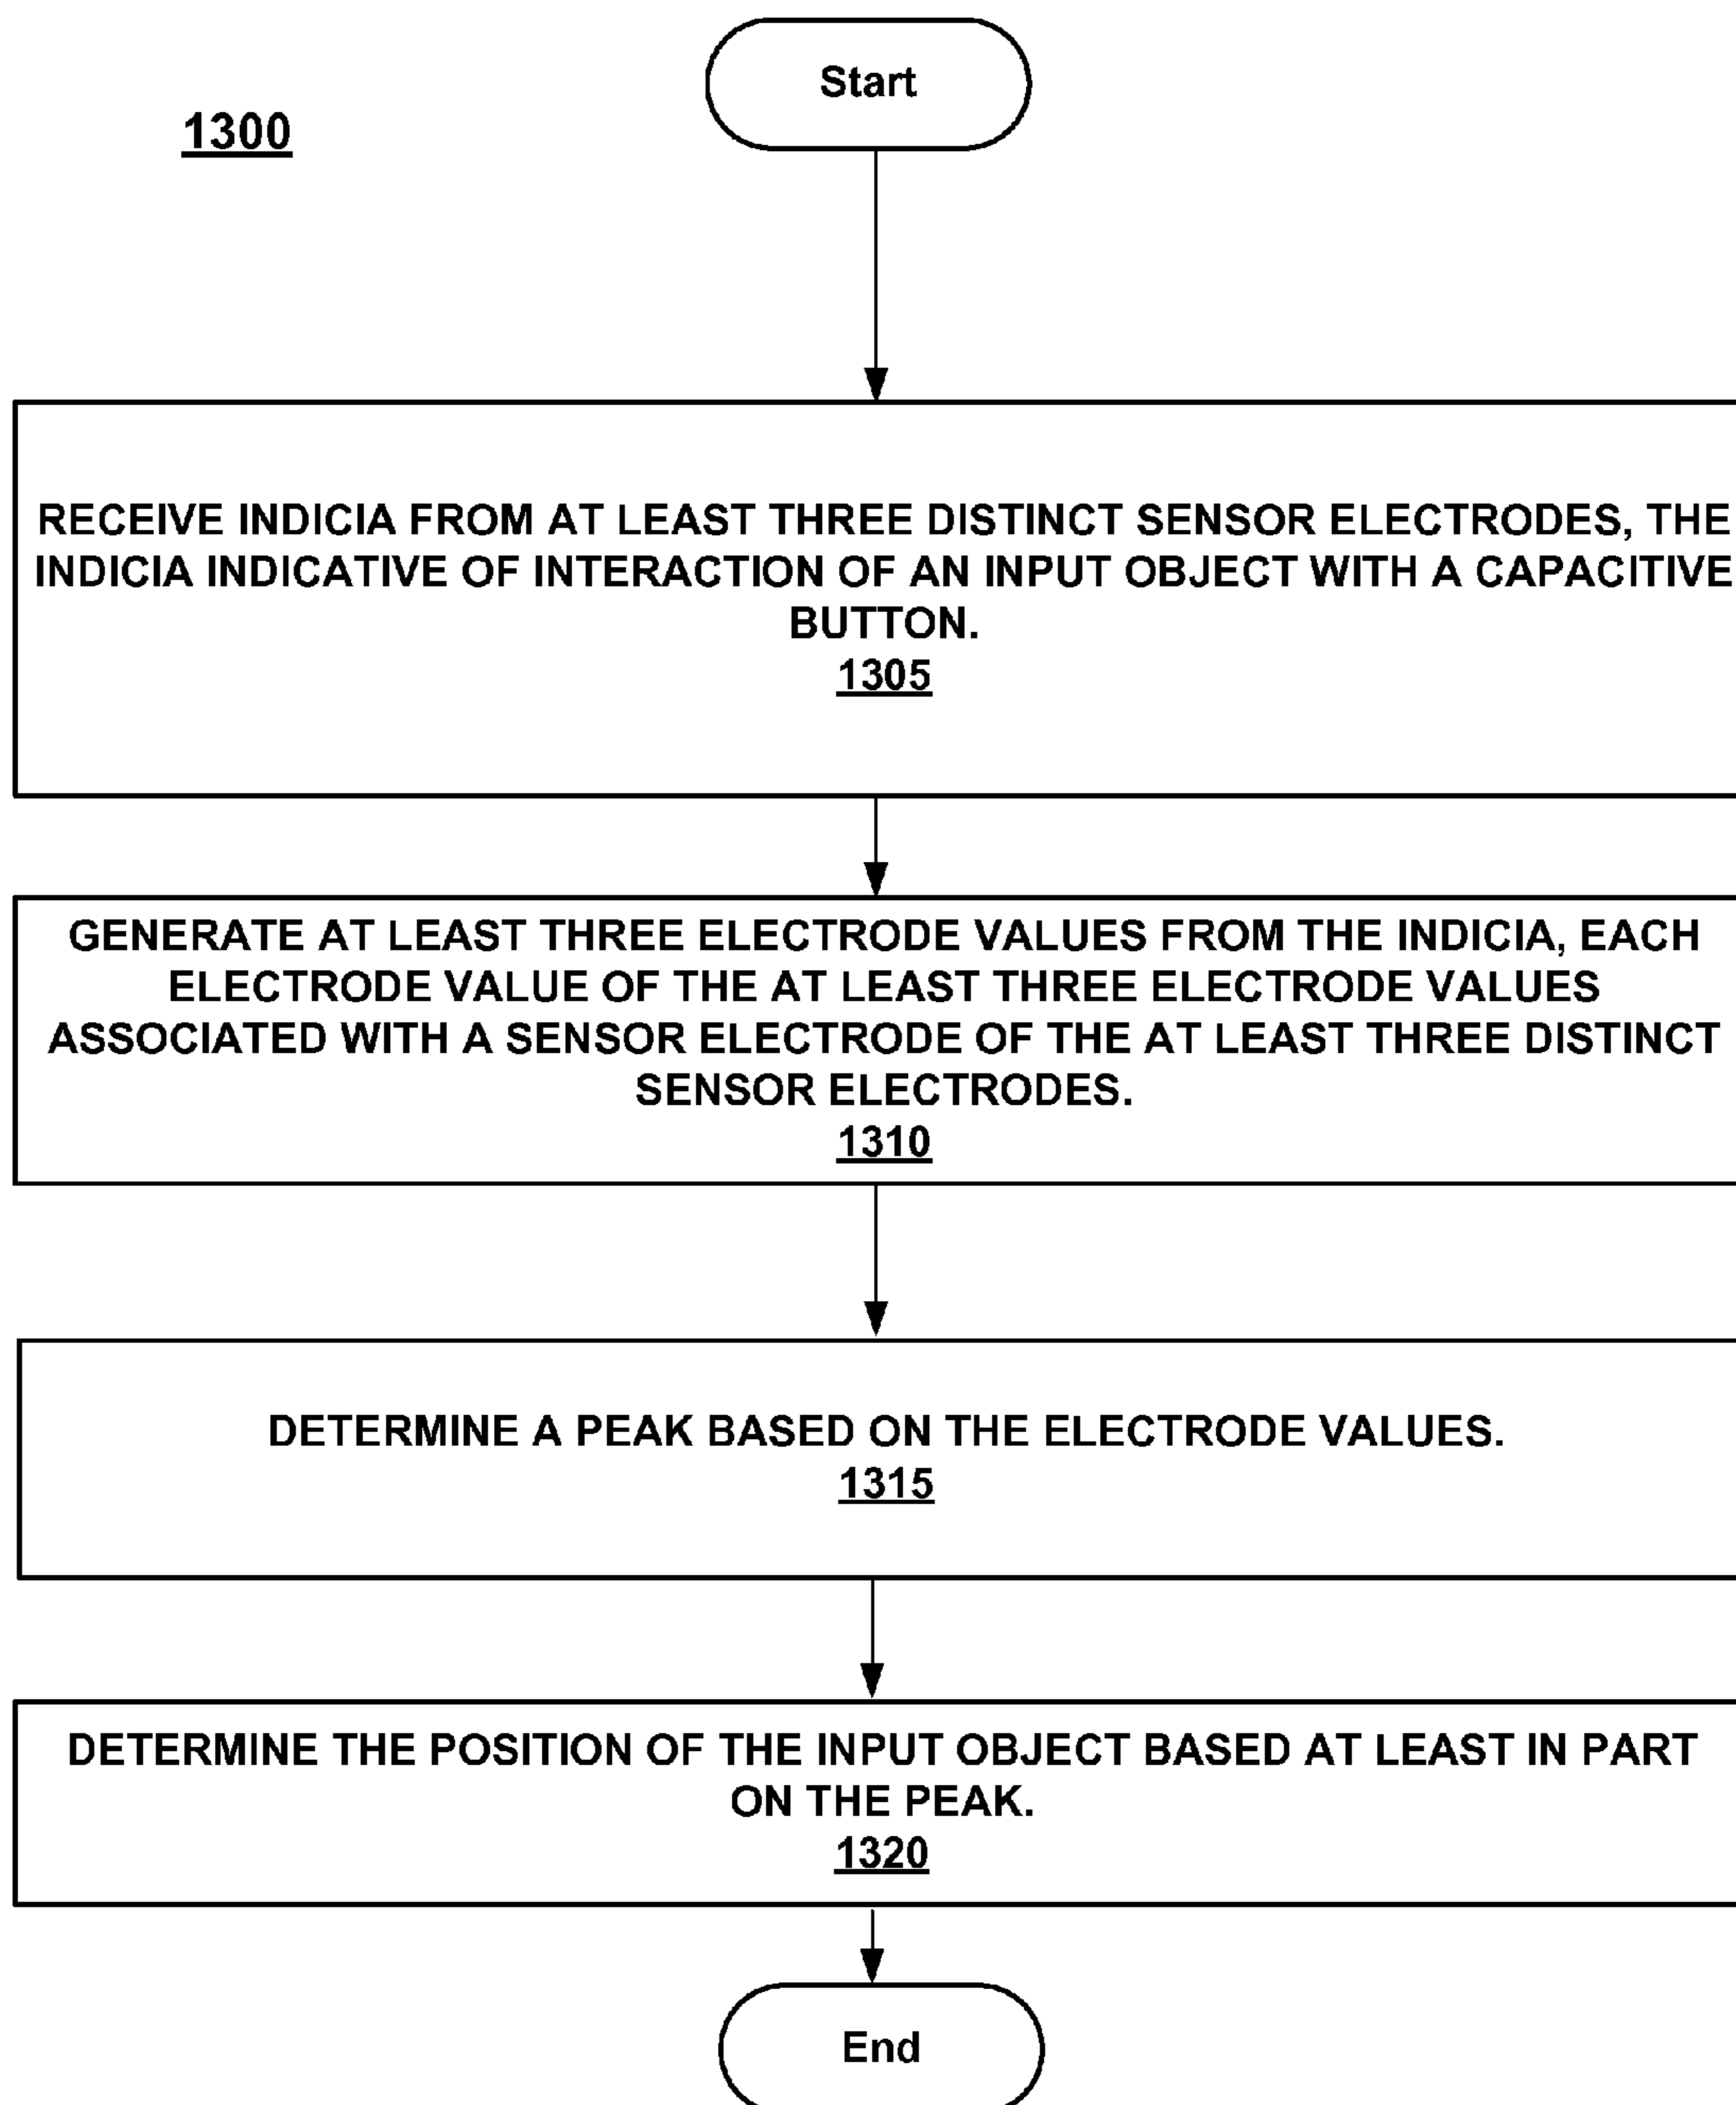 Start
1300
RECEIVE INDICIA FROM AT LEAST THREE DISTINCT SENSOR ELECTRODES, THE
INDICIA INDICATIVE OF INTERACTION OF AN INPUT OBJECT WITH A CAPACITIVE
BUTTON.
1305
GENERATE AT LEAST THREE ELECTRODE VALUES FROM THE INDICIA, EACH
ELECTRODE VALUE OF THE AT LEAST THREE ELECTRODE VALUES
ASSOCIATED WITH A SENSOR ELECTRODE OF THE AT LEAST THREE DISTINCT
SENSOR ELECTRODES.
1310
DETERMINE A PEAK BASED ON THE ELECTRODE VALUES.
1315
DETERMINE THE POSITION OF THE INPUT OBJECT BASED AT LEAST IN PART
ON THE PEAK.
1320
End